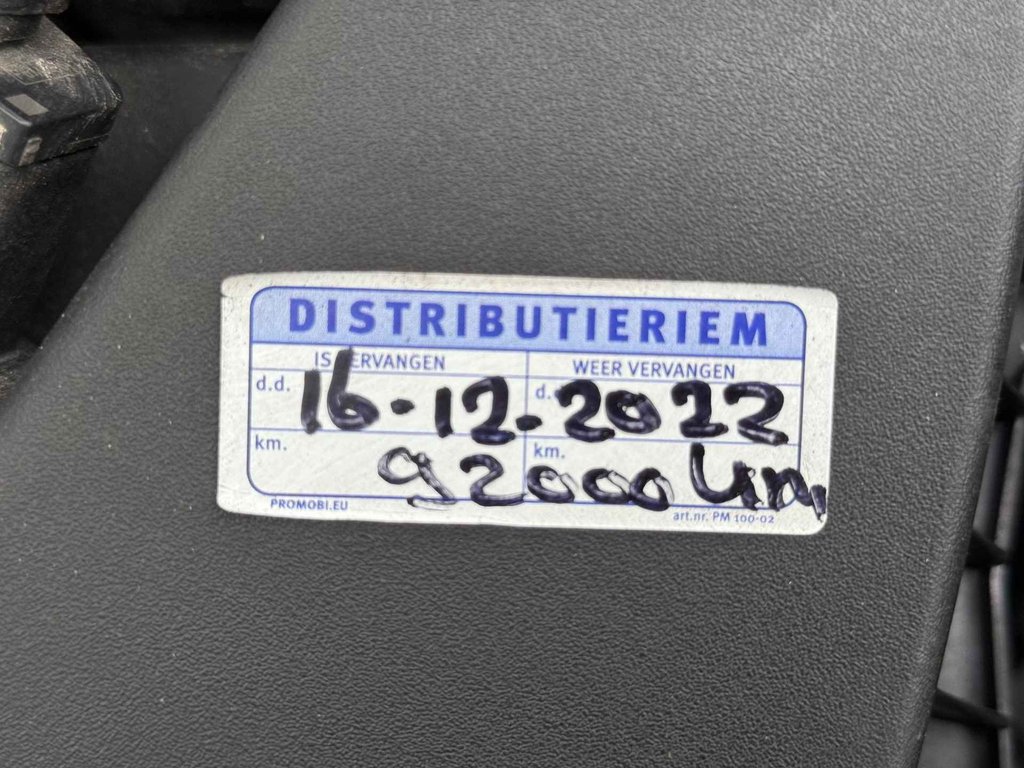 DISTRIBUTIERIEM
IS VERVANGEN WEER VERVANGEN
d.d. 16-12-2022 d.
km. 92000 km km.
PROMOBI.EU art.nr. PM 100-02